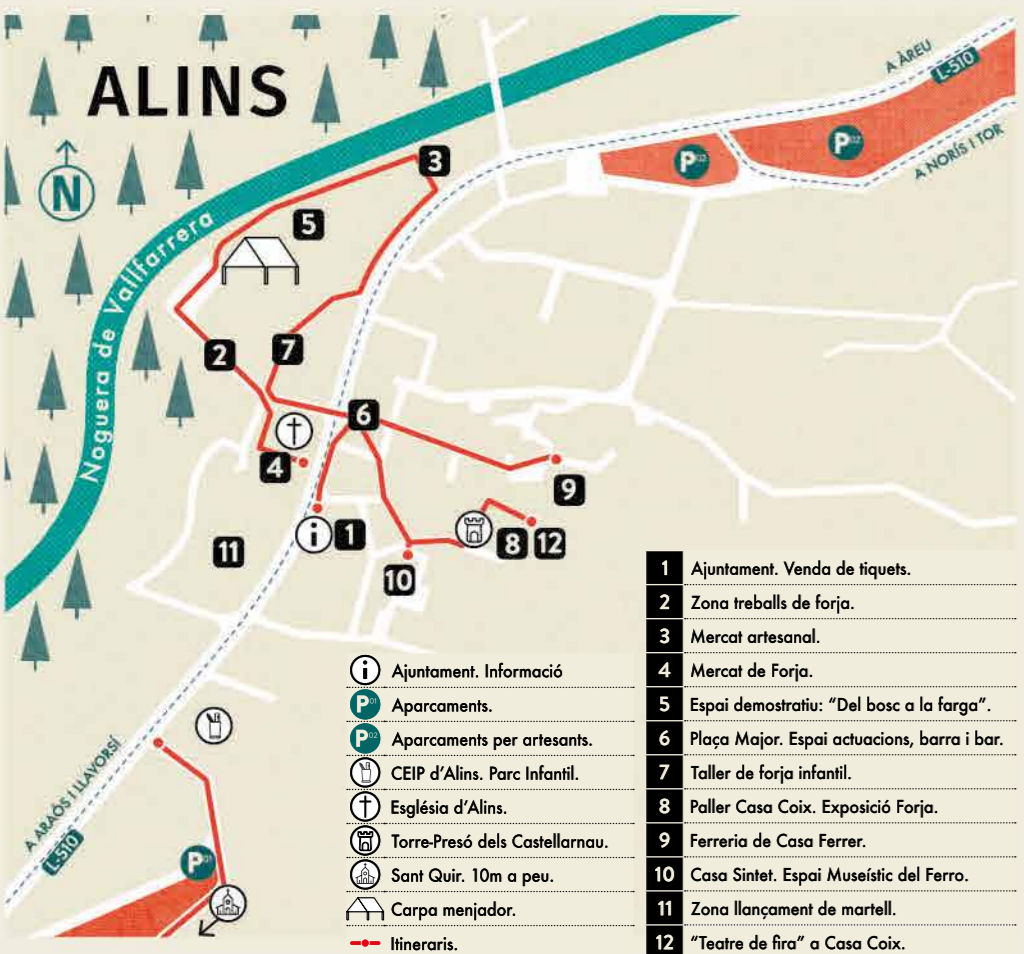 ALINS
N
Noguera de Vallfarrera
A ÀREU
L-510
A NORÍS I TOR
P02
P02
3
5
2
7
6
4
9
i 1
11
8 12
10
A ARAÓS I LLAVORSÍ
L-510
P01
i Ajuntament. Informació
P01 Aparcaments.
P02 Aparcaments per artesants.
CEIP d'Alins. Parc Infantil.
Església d'Alins.
Torre-Presó dels Castellarnau.
Sant Quir. 10m a peu.
Carpa menjador.
Itineraris.
1 Ajuntament. Venda de tiquets.
2 Zona treballs de forja.
3 Mercat artesanal.
4 Mercat de Forja.
5 Espai demostratiu: "Del bosc a la farga".
6 Plaça Major. Espai actuacions, barra i bar.
7 Taller de forja infantil.
8 Paller Casa Coix. Exposició Forja.
9 Ferreria de Casa Ferrer.
10 Casa Sintet. Espai Museístic del Ferro.
11 Zona llançament de martell.
12 "Teatre de fira" a Casa Coix.